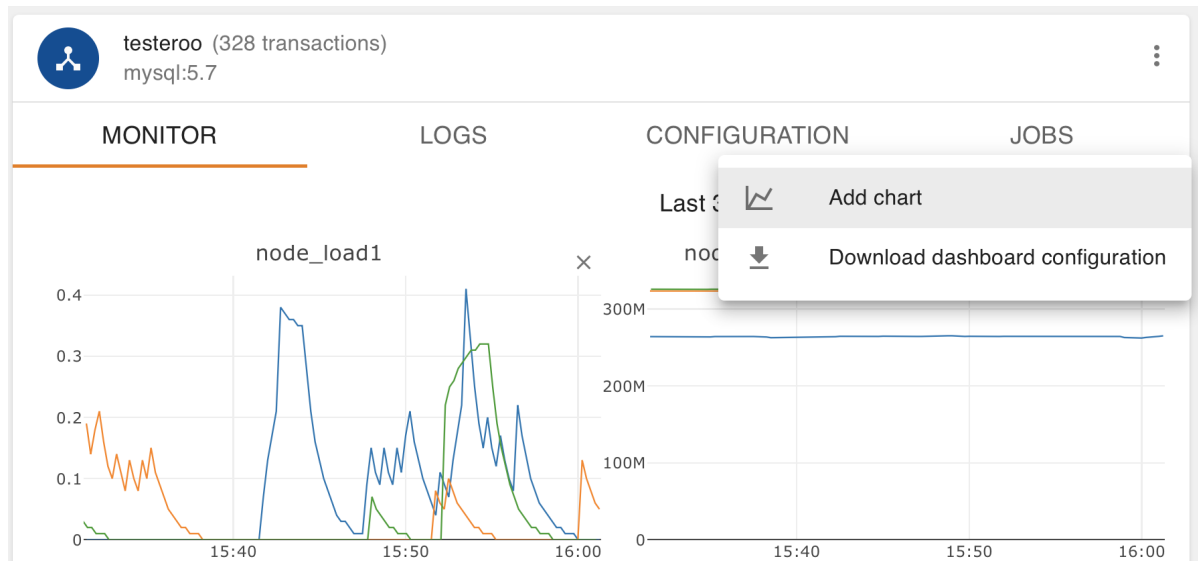 testeroo (328 transactions)
mysql:5.7
MONITOR
LOGS
CONFIGURATION
JOBS
Last
Add chart
Download dashboard configuration
node_load1
0.4
0.3
0.2
0.1
0
15:40
15:50
16:00
300M
200M
100M
0
15:40
15:50
16:00